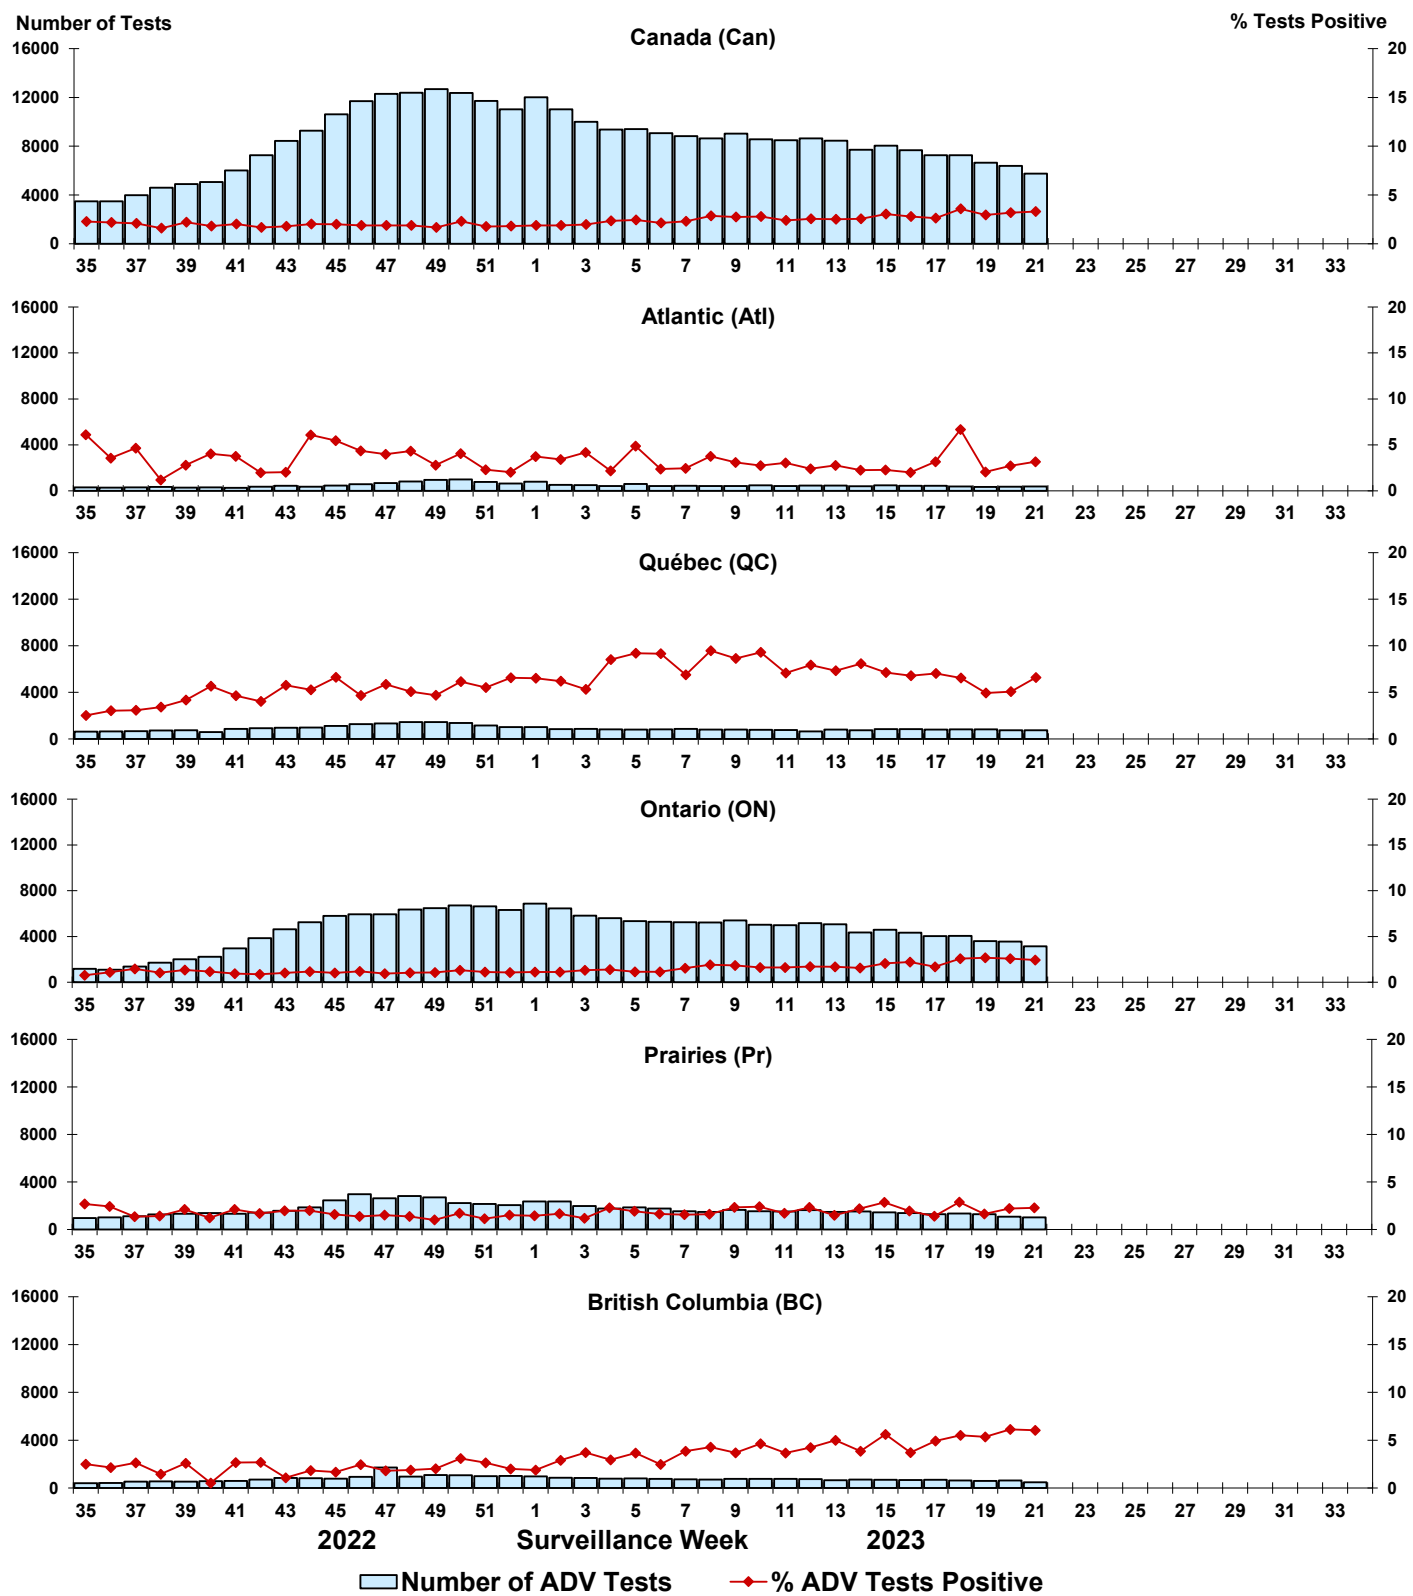 Number of Tests
% Tests Positive
Canada (Can)
16000 20
12000 15
8000 10
4000 5
0 0
35 37 39 41 43 45 47 49 51 1 3 5 7 9 11 13 15 17 19 21 23 25 27 29 31 33
Atlantic (Atl)
16000 20
12000 15
8000 10
4000 5
0 0
35 37 39 41 43 45 47 49 51 1 3 5 7 9 11 13 15 17 19 21 23 25 27 29 31 33
Québec (QC)
16000 20
12000 15
8000 10
4000 5
0 0
35 37 39 41 43 45 47 49 51 1 3 5 7 9 11 13 15 17 19 21 23 25 27 29 31 33
Ontario (ON)
16000 20
12000 15
8000 10
4000 5
0 0
35 37 39 41 43 45 47 49 51 1 3 5 7 9 11 13 15 17 19 21 23 25 27 29 31 33
Prairies (Pr)
16000 20
12000 15
8000 10
4000 5
0 0
35 37 39 41 43 45 47 49 51 1 3 5 7 9 11 13 15 17 19 21 23 25 27 29 31 33
British Columbia (BC)
16000 20
12000 15
8000 10
4000 5
0 0
35 37 39 41 43 45 47 49 51 1 3 5 7 9 11 13 15 17 19 21 23 25 27 29 31 33
2022 Surveillance Week 2023
Number of ADV Tests % ADV Tests Positive